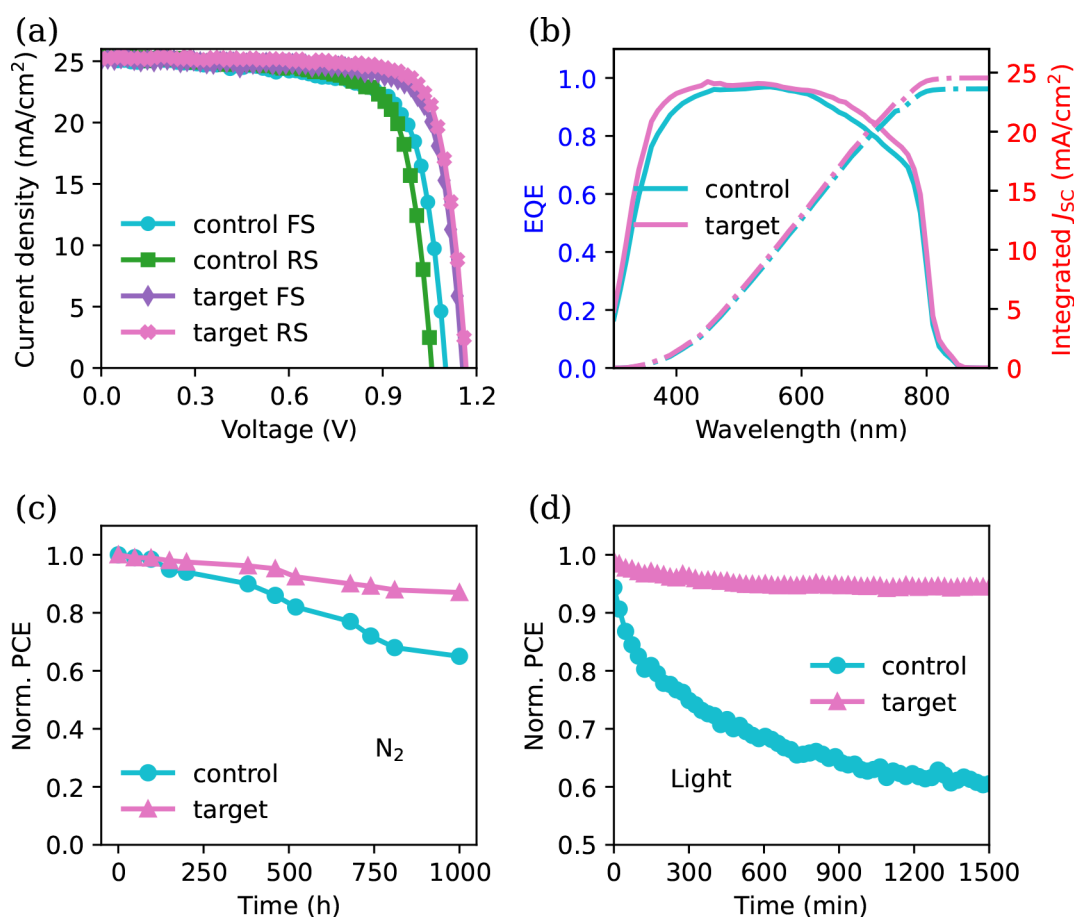 (a)
25
20
15
10
5
0
Current density (mA/cm²)
control FS
control RS
target FS
target RS
0.0 0.3 0.6 0.9 1.2
Voltage (V)
(b)
1.0
0.8
0.6
0.4
0.2
0.0
EQE
control
target
25
20
15
10
5
0
Integrated J_SC (mA/cm²)
400 600 800
Wavelength (nm)
(c)
1.0
0.8
0.6
0.4
0.2
0.0
Norm. PCE
N₂
control
target
0 250 500 750 1000
Time (h)
(d)
1.0
0.9
0.8
0.7
0.6
0.5
Norm. PCE
control
target
Light
0 300 600 900 1200 1500
Time (min)